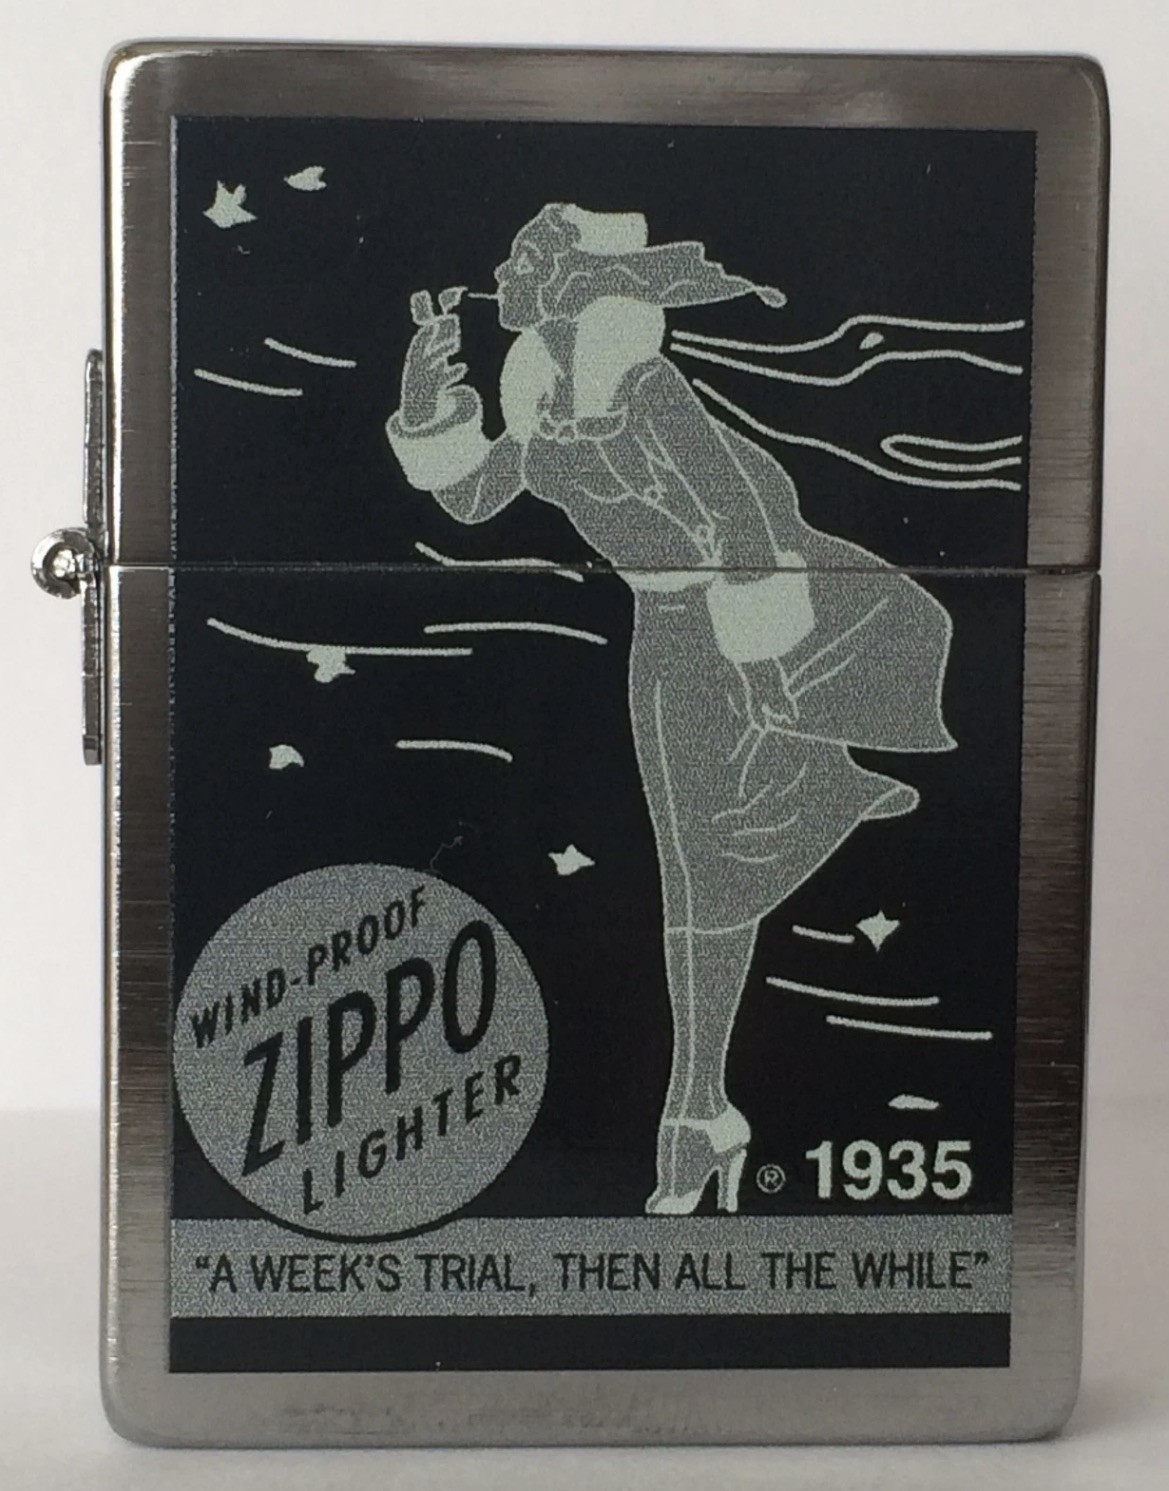 WIND-PROOF
ZIPPO
LIGHTER
® 1935
“A WEEK'S TRIAL, THEN ALL THE WHILE”